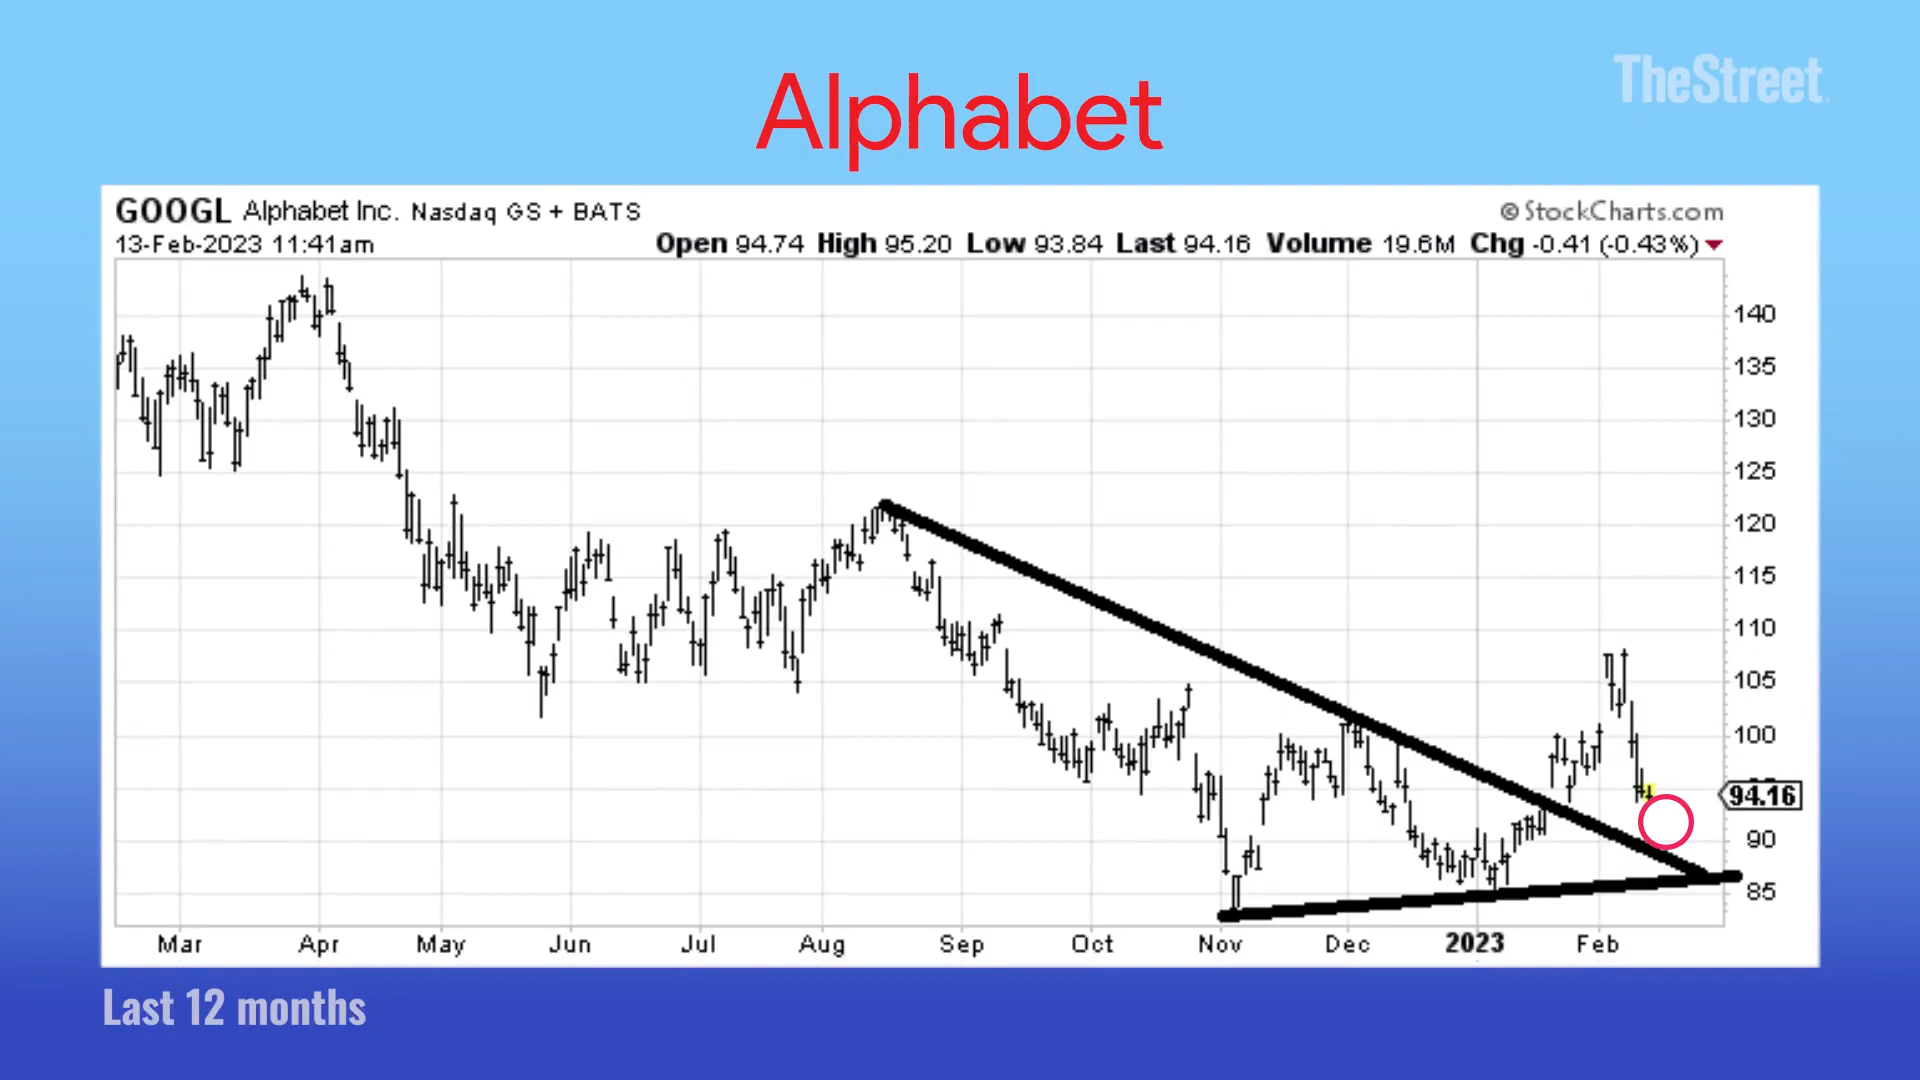 TheStreet
Alphabet
GOOGL Alphabet Inc. Nasdaq GS + BATS
© StockCharts.com
13-Feb-2023 11:41am
Open 94.74 High 95.20 Low 93.84 Last 94.16 Volume 19.6M Chg -0.41 (-0.43%)
140
135
130
125
120
115
110
105
100
94.16
90
85
Mar Apr May Jun Jul Aug Sep Oct Nov Dec 2023 Feb
Last 12 months